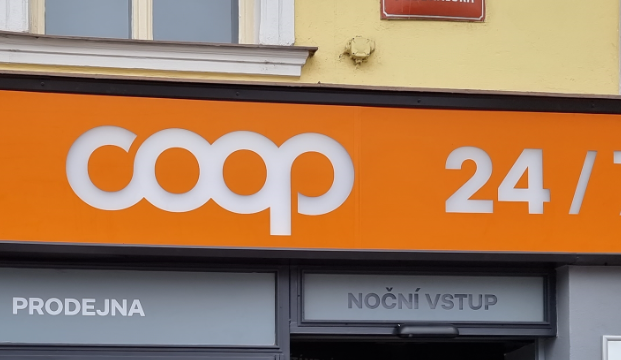 coop 24/
PRODEJNA
NOČNÍ VSTUP